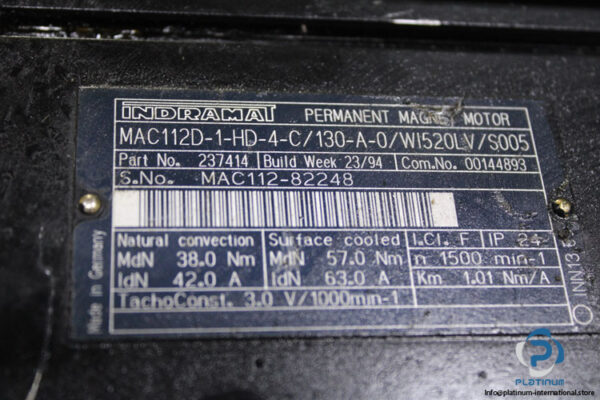 INDRAMAT PERMANENT MAGNET MOTOR
MAC112D-1-HD-4-C/130-A-0/WI520LV/S005
Part No. 237414 Build Week 23/94 Com.No. 00144893
S.No. MAC112-82248
Natural convection Surface cooled I.Cl. F IP 24
MdN 38.0 Nm MdN 57.0 Nm n 1500 min-1
IdN 42.0 A IdN 63.0 A Km 1.01 Nm/A
TachoConst. 3.0 V/1000min-1
Made in Germany
INN13
PLATINUM
Info@platinum-international.store